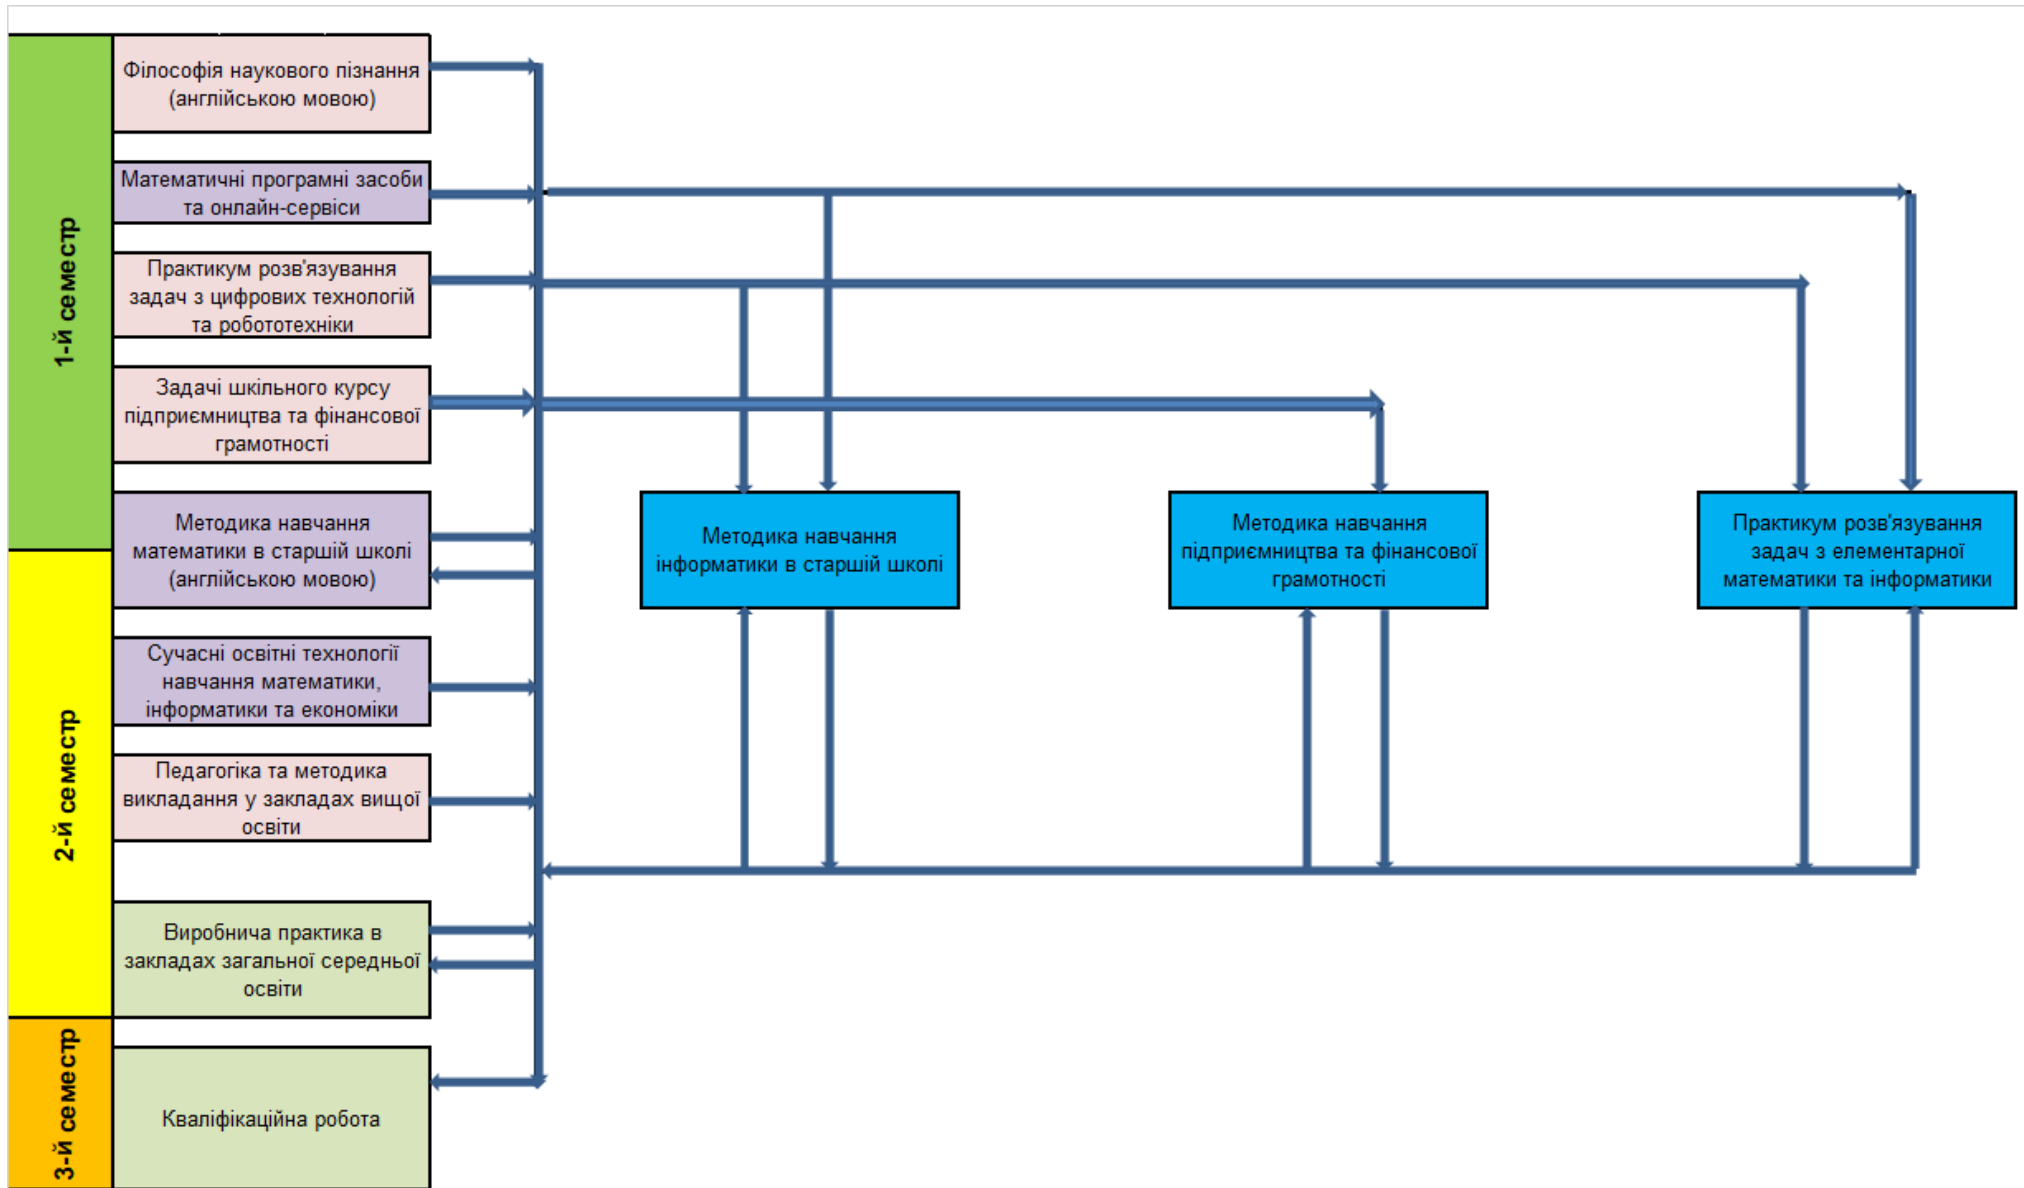 1-й семестр
Філософія наукового пізнання
(англійською мовою)
Математичні програмні засоби
та онлайн-сервіси
Практикум розв'язування
задач з цифрових технологій
та робототехніки
Задачі шкільного курсу
підприємництва та фінансової
грамотності
Методика навчання
математики в старшій школі
(англійською мовою)
Методика навчання
інформатики в старшій школі
Методика навчання
підприємництва та фінансової
грамотності
Практикум розв'язування
задач з елементарної
математики та інформатики
2-й семестр
Сучасні освітні технології
навчання математики,
інформатики та економіки
Педагогіка та методика
викладання у закладах вищої
освіти
Виробнича практика в
закладах загальної середньої
освіти
3-й семестр
Кваліфікаційна робота